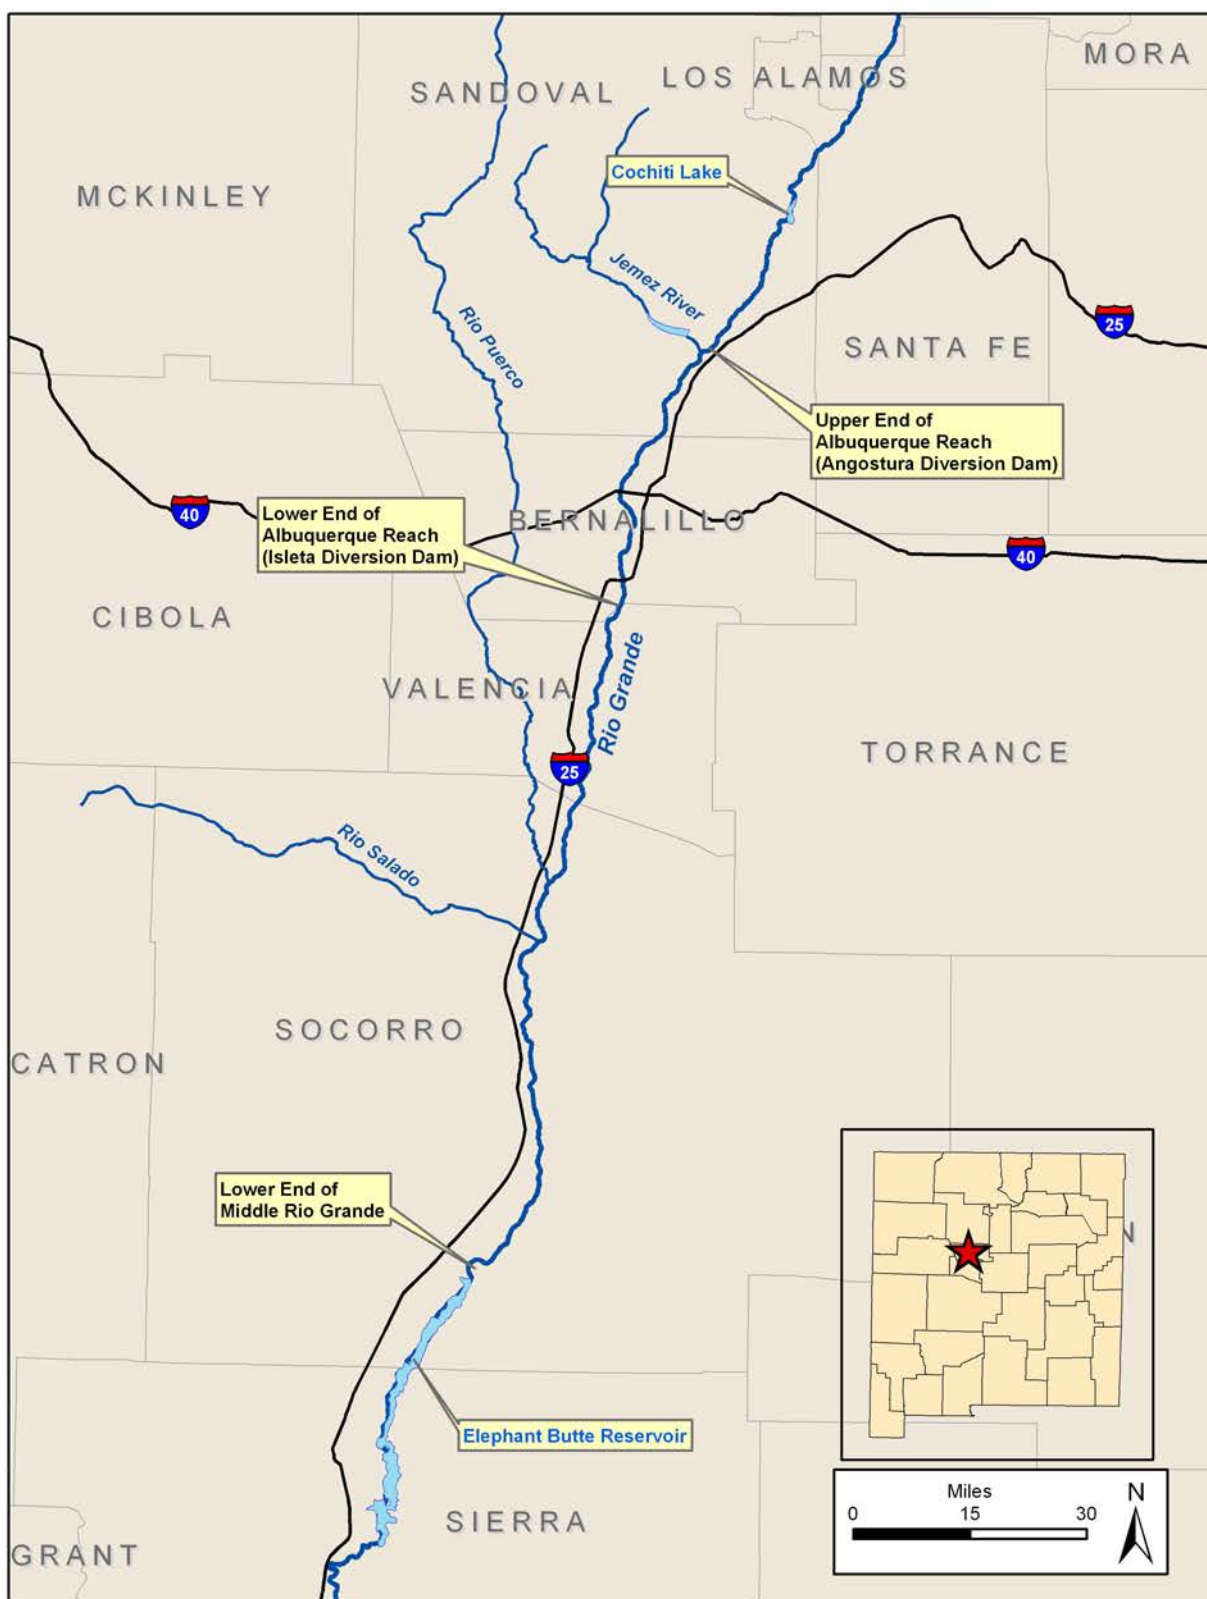 MORA
LOS ALAMOS
SANDOVAL
Cochiti Lake
MCKINLEY
Jemez River
Rio Puerco
25
SANTA FE
Upper End of
Albuquerque Reach
(Angostura Diversion Dam)
40
Lower End of
Albuquerque Reach
(Isleta Diversion Dam)
BERNALILLO
40
CIBOLA
VALENCIA
Rio Grande
TORRANCE
25
Rio Salado
SOCORRO
CATRON
Lower End of
Middle Rio Grande
N
Elephant Butte Reservoir
Miles
N
0 15 30
SIERRA
GRANT